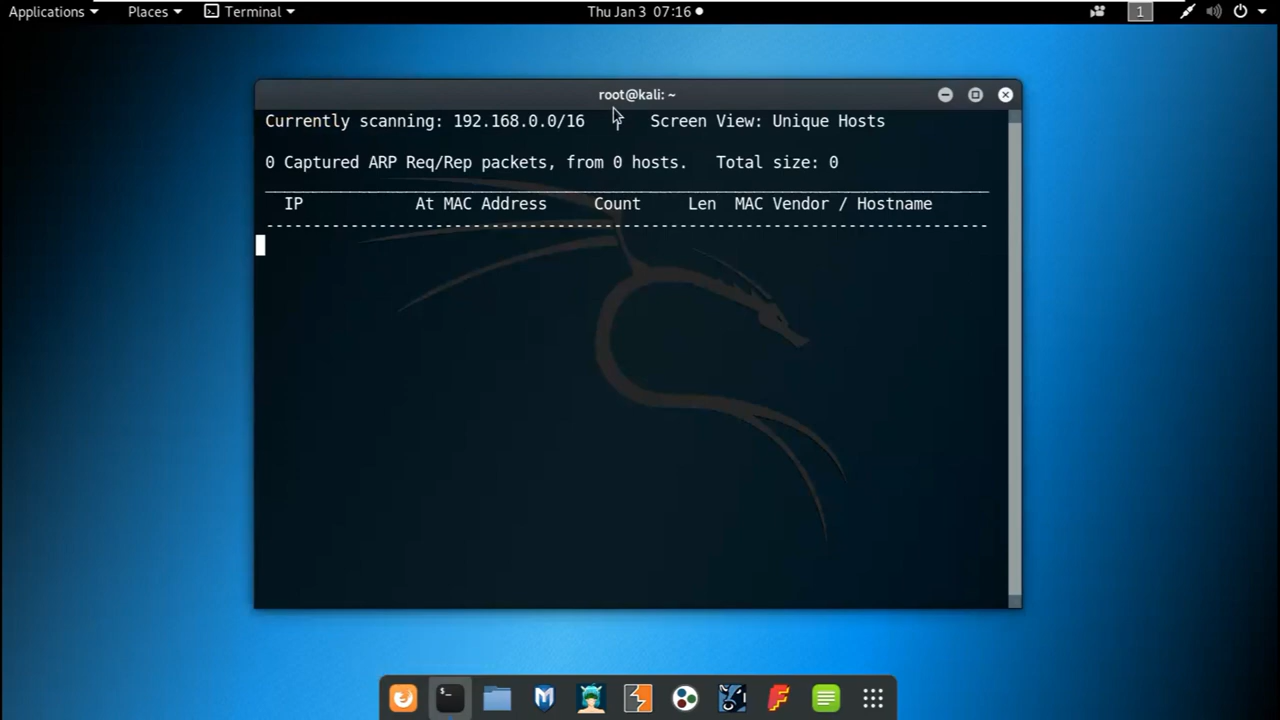 Applications Places Terminal Thu Jan 3 07:16 1
root@kali: ~
Currently scanning: 192.168.0.0/16 Screen View: Unique Hosts
0 Captured ARP Req/Rep packets, from 0 hosts. Total size: 0
_____________________________________________________________________________
IP At MAC Address Count Len MAC Vendor / Hostname
-----------------------------------------------------------------------------
$_